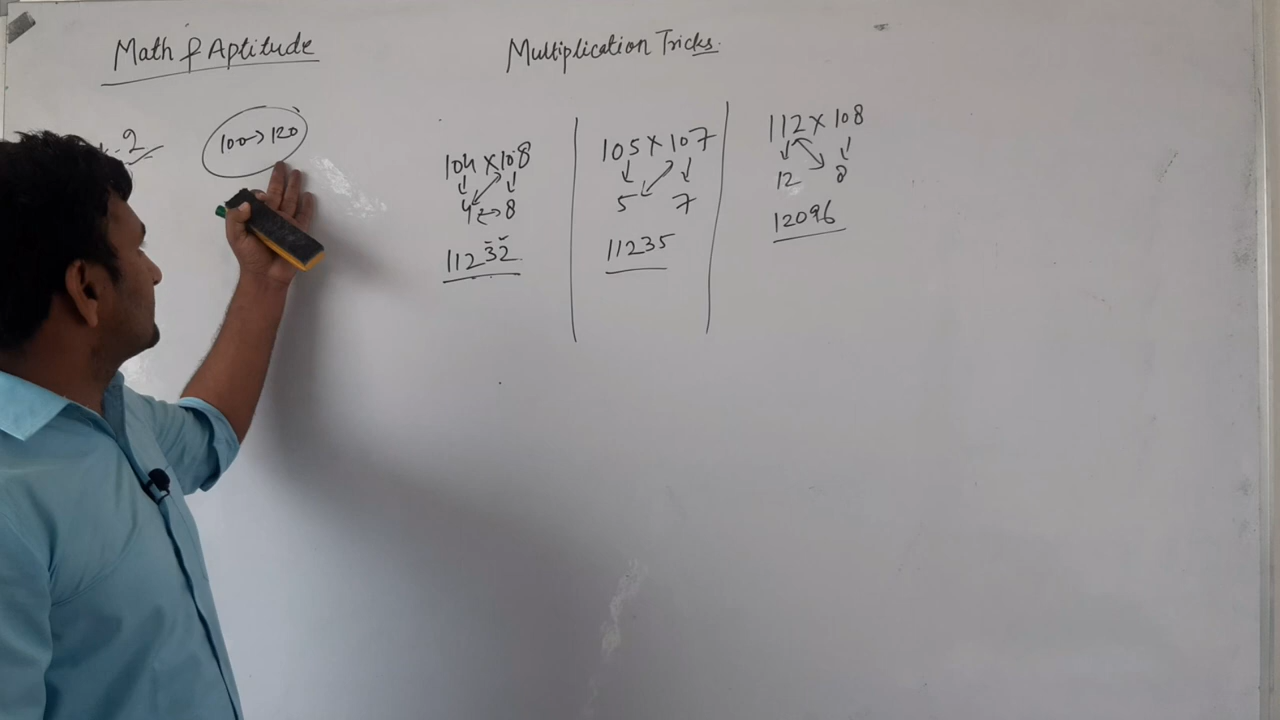 Math & Aptitude
Multiplication Tricks.
2
100→120
104 × 108
4 ↔ 8
11232
105 × 107
5 7
11235
112 × 108
12 8
12096